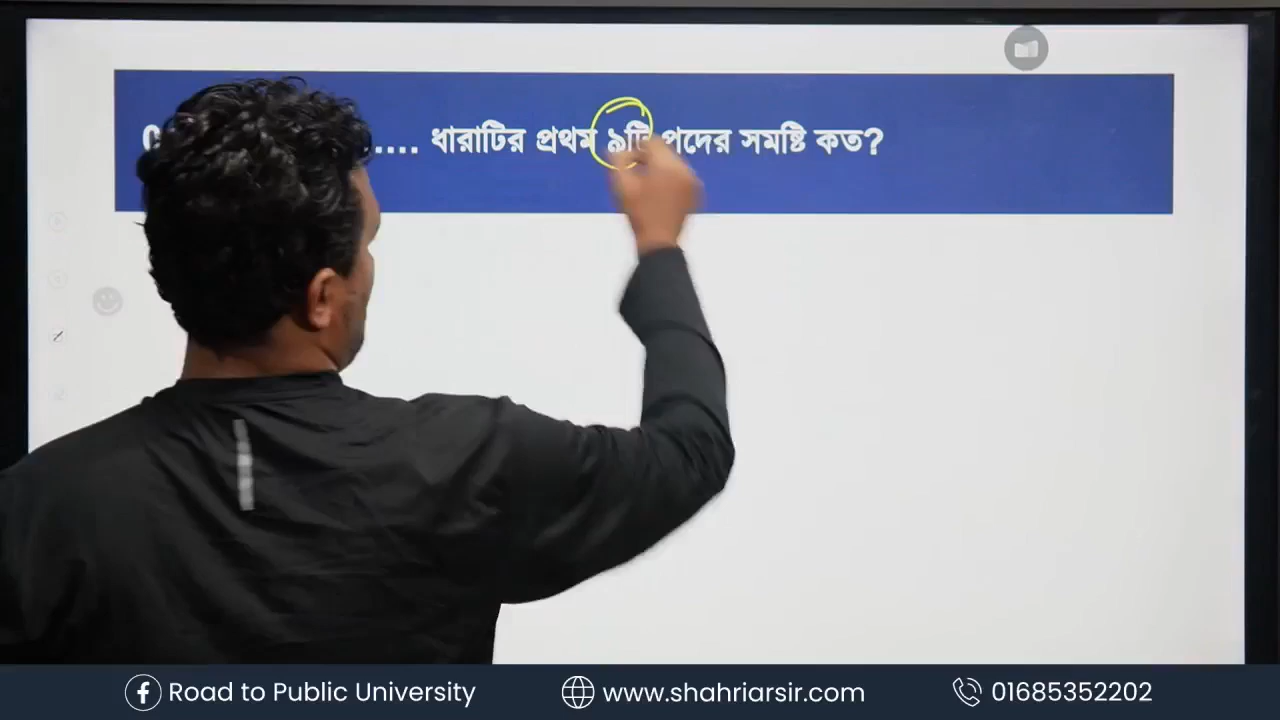 ..... ধারাটির প্রথম ৯টি পদের সমষ্টি কত?
Road to Public University
www.shahriarsir.com
01685352202